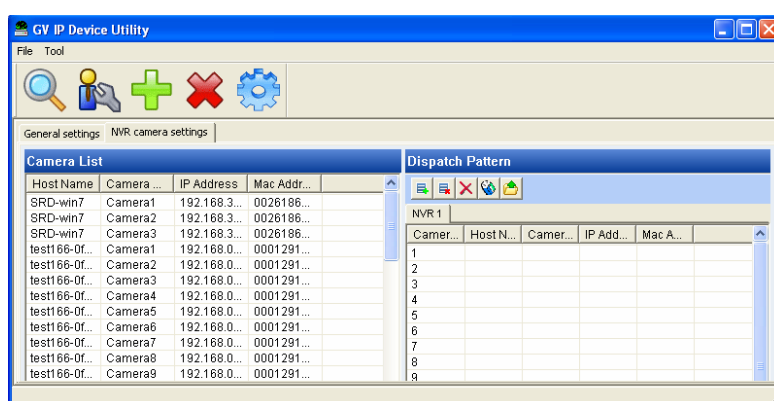 GV IP Device Utility
File Tool
General settings NVR camera settings
Camera List
Host Name Camera ... IP Address Mac Addr...
SRD-win7 Camera1 192.168.3... 0026186...
SRD-win7 Camera2 192.168.3... 0026186...
SRD-win7 Camera3 192.168.3... 0026186...
test166-0f... Camera1 192.168.0... 0001291...
test166-0f... Camera2 192.168.0... 0001291...
test166-0f... Camera3 192.168.0... 0001291...
test166-0f... Camera4 192.168.0... 0001291...
test166-0f... Camera5 192.168.0... 0001291...
test166-0f... Camera6 192.168.0... 0001291...
test166-0f... Camera7 192.168.0... 0001291...
test166-0f... Camera8 192.168.0... 0001291...
test166-0f... Camera9 192.168.0... 0001291...
Dispatch Pattern
NVR 1
Camer... Host N... Camer... IP Add... Mac A...
1
2
3
4
5
6
7
8
9